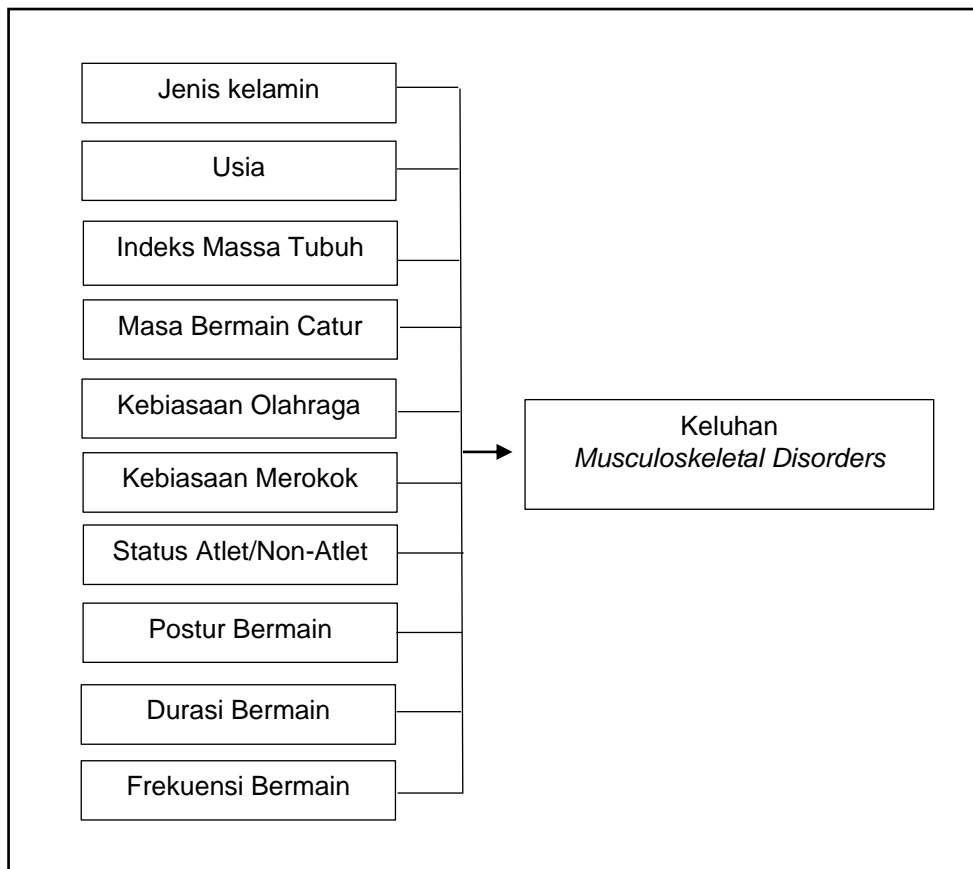 Jenis kelamin
Usia
Indeks Massa Tubuh
Masa Bermain Catur
Kebiasaan Olahraga
Kebiasaan Merokok
Status Atlet/Non-Atlet
Postur Bermain
Durasi Bermain
Frekuensi Bermain
Keluhan
Musculoskeletal Disorders